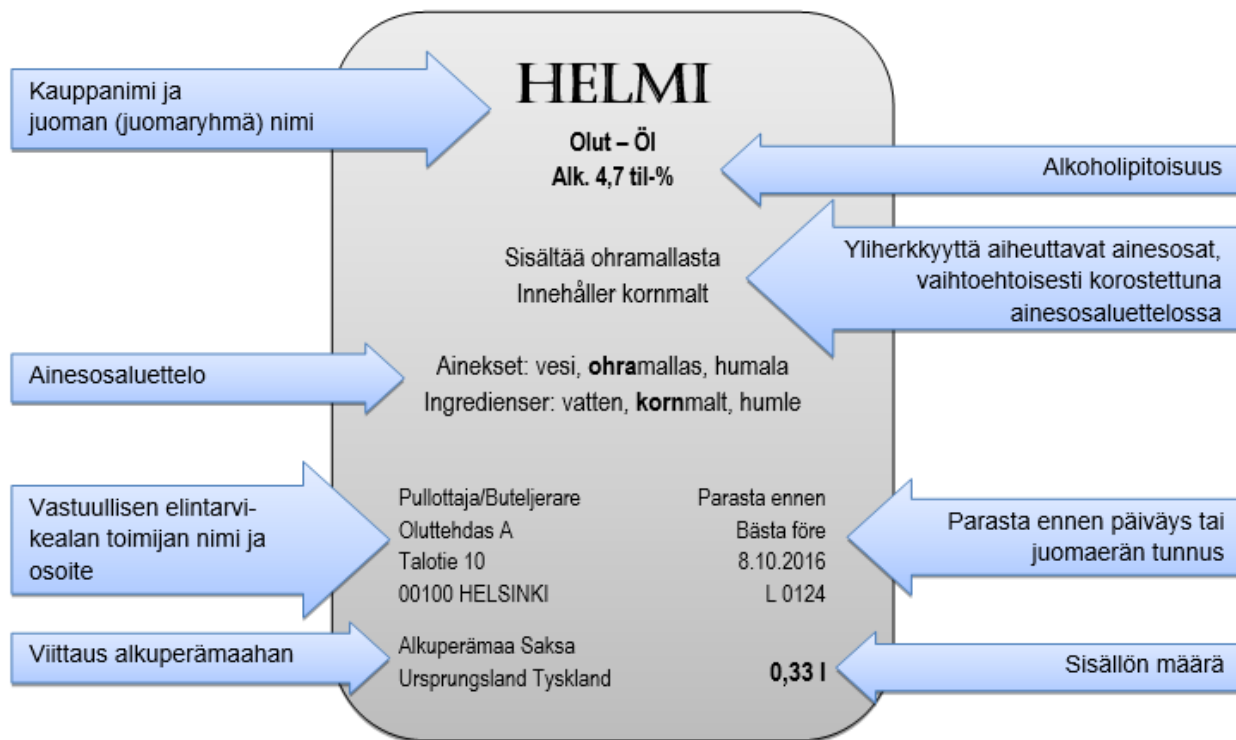 Kauppanimi ja
juoman (juomaryhmä) nimi
HELMI
Olut – Öl
Alk. 4,7 til-%
Alkoholipitoisuus
Sisältää ohramallasta
Innehåller kornmalt
Yliherkkyyttä aiheuttavat ainesosat,
vaihtoehtoisesti korostettuna
ainesosaluettelossa
Ainesosaluettelo
Ainekset: vesi, ohramallas, humala
Ingredienser: vatten, kornmalt, humle
Vastuullisen elintarvi-
kealan toimijan nimi ja
osoite
Pullottaja/Buteljerare
Oluttehdas A
Talotie 10
00100 HELSINKI
Parasta ennen
Bästa före
8.10.2016
L 0124
Parasta ennen päiväys tai
juomaerän tunnus
Viittaus alkuperämaahan
Alkuperämaa Saksa
Ursprungsland Tyskland
0,33 l
Sisällön määrä